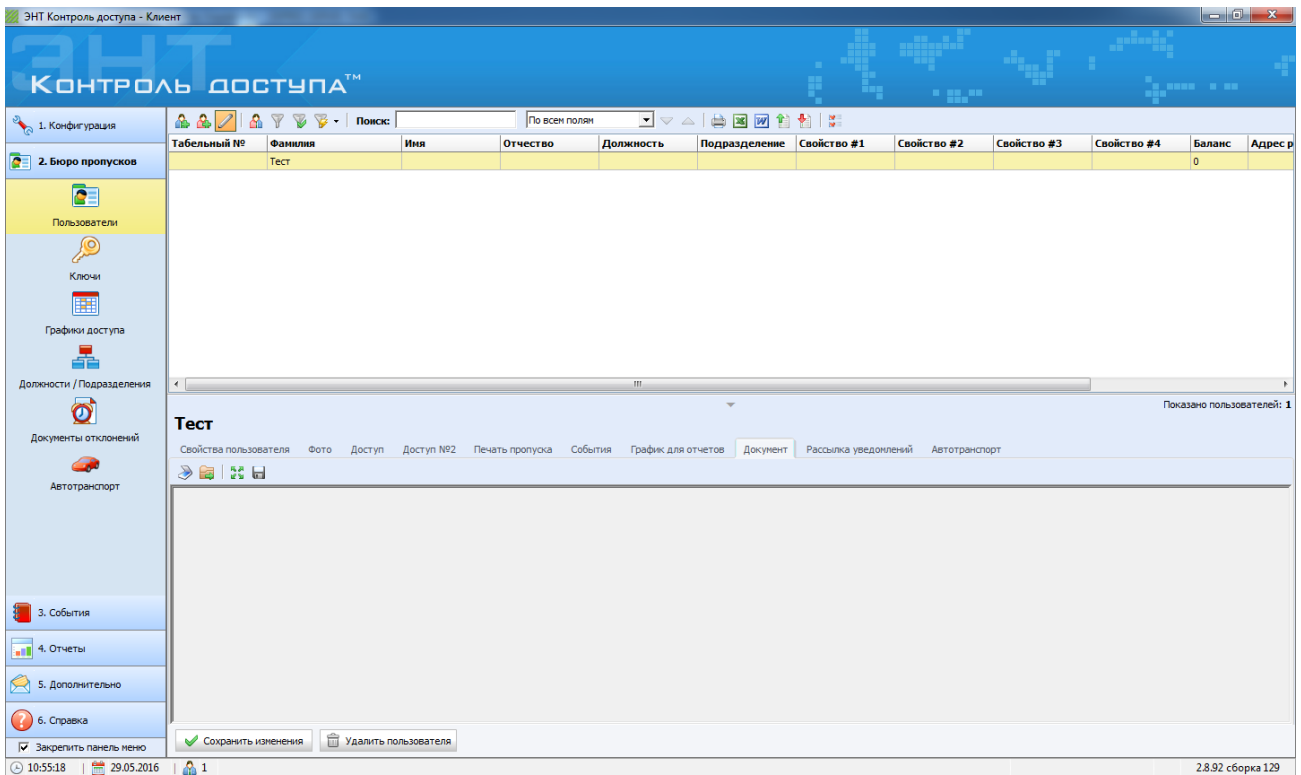 ЭНТ Контроль доступа - Клиент
ЭНТ
Контроль доступа™
1. Конфигурация
2. Бюро пропусков
Пользователи
Ключи
Графики доступа
Должности / Подразделения
Документы отклонений
Автотранспорт
3. События
4. Отчеты
5. Дополнительно
6. Справка
Закрепить панель меню
Поиск: По всем полям
Табельный № Фамилия Имя Отчество Должность Подразделение Свойство #1 Свойство #2 Свойство #3 Свойство #4 Баланс Адрес р
Тест 0
Показано пользователей: 1
Тест
Свойства пользователя Фото Доступ Доступ №2 Печать пропуска События График для отчетов Документ Рассылка уведомлений Автотранспорт
Сохранить изменения Удалить пользователя
10:55:18 29.05.2016 1 2.8.92 сборка 129